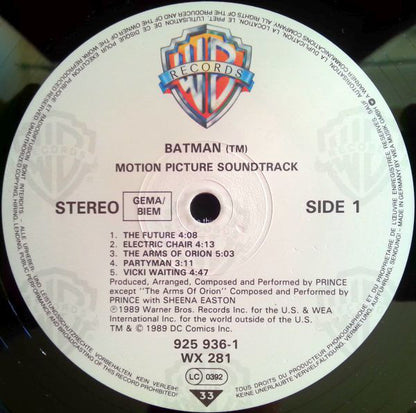 WB
RECORDS
BATMAN (TM)
MOTION PICTURE SOUNDTRACK
STEREO
GEMA/
BIEM
SIDE 1
1. THE FUTURE 4:08
2. ELECTRIC CHAIR 4:13
3. THE ARMS OF ORION 5:03
4. PARTYMAN 3:11
5. VICKI WAITING 4:47
Produced, Arranged, Composed and Performed by PRINCE
except "The Arms Of Orion" Composed and Performed by
PRINCE with SHEENA EASTON
℗ 1989 Warner Bros. Records Inc. for the U.S. & WEA
International Inc. for the world outside of the U.S.
TM & © 1989 DC Comics Inc.
925 936-1
WX 281
LC 0392
33